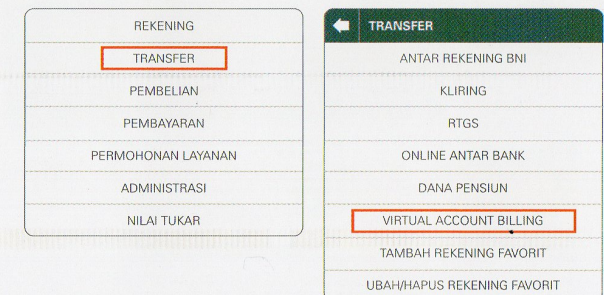 REKENING
TRANSFER
PEMBELIAN
PEMBAYARAN
PERMOHONAN LAYANAN
ADMINISTRASI
NILAI TUKAR
TRANSFER
ANTAR REKENING BNI
KLIRING
RTGS
ONLINE ANTAR BANK
DANA PENSIUN
VIRTUAL ACCOUNT BILLING
TAMBAH REKENING FAVORIT
UBAH/HAPUS REKENING FAVORIT